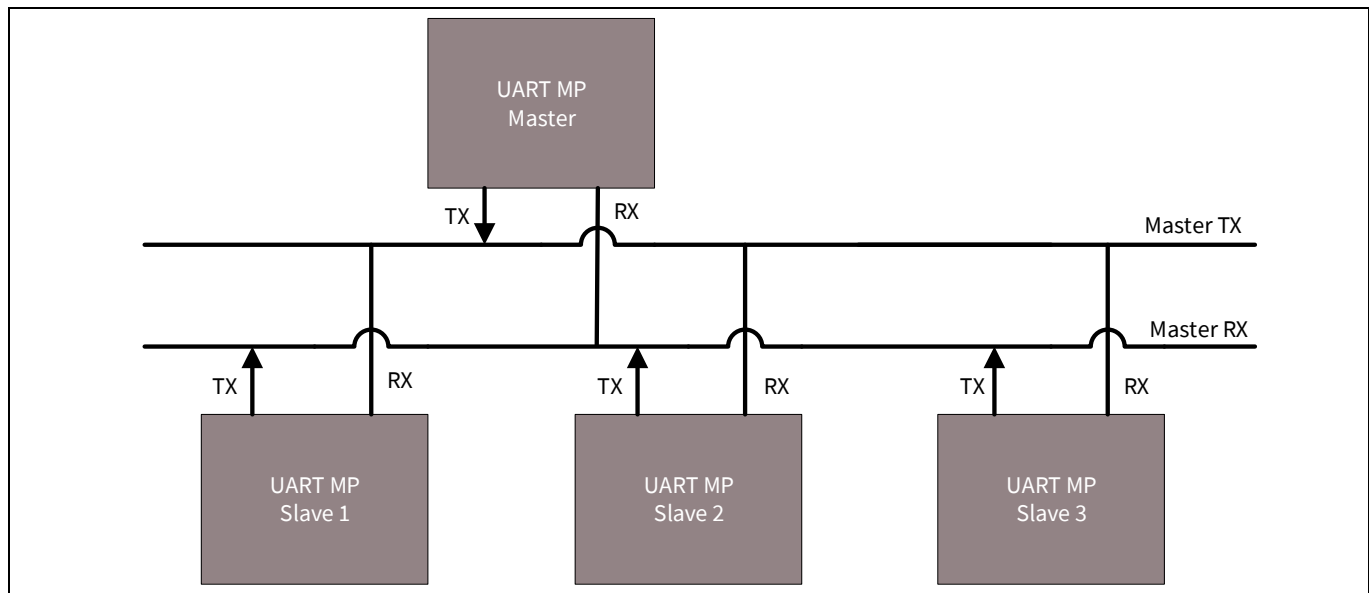 UART MP
Master
TX
RX
Master TX
Master RX
TX
RX
TX
RX
TX
RX
UART MP
Slave 1
UART MP
Slave 2
UART MP
Slave 3